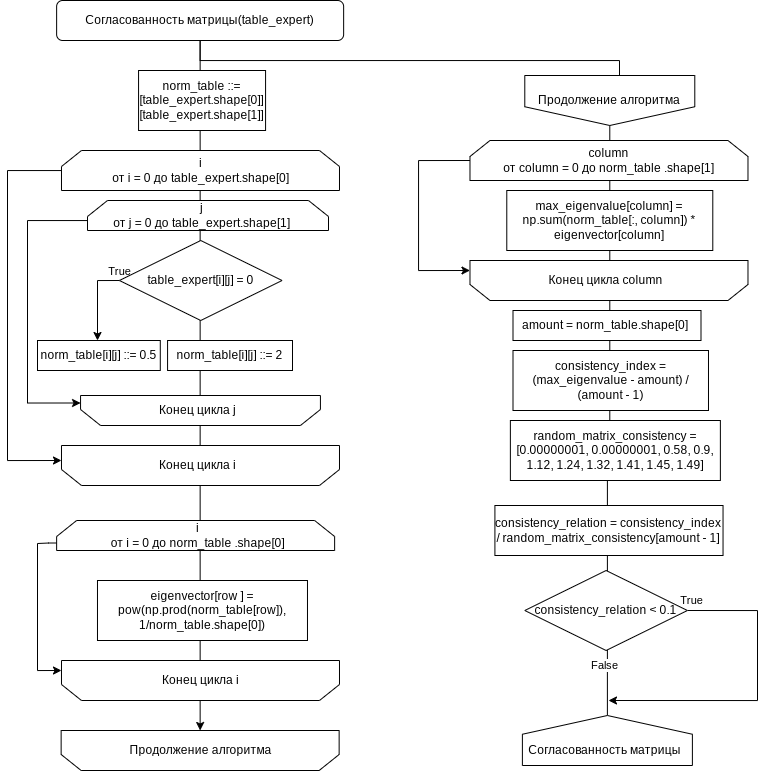 Согласованность матрицы(table_expert)
norm_table ::=
[table_expert.shape[0]]
[table_expert.shape[1]]
i
от i = 0 до table_expert.shape[0]
j
от j = 0 до table_expert.shape[1]
True
table_expert[i][j] = 0
norm_table[i][j] ::= 0.5
norm_table[i][j] ::= 2
Конец цикла j
Конец цикла i
i
от i = 0 до norm_table .shape[0]
eigenvector[row ] =
pow(np.prod(norm_table[row]),
1/norm_table.shape[0])
Конец цикла i
Продолжение алгоритма
Продолжение алгоритма
column
от column = 0 до norm_table .shape[1]
max_eigenvalue[column] =
np.sum(norm_table[:, column]) *
eigenvector[column]
Конец цикла column
amount = norm_table.shape[0]
consistency_index =
(max_eigenvalue - amount) /
(amount - 1)
random_matrix_consistency =
[0.00000001, 0.00000001, 0.58, 0.9,
1.12, 1.24, 1.32, 1.41, 1.45, 1.49]
consistency_relation = consistency_index
/ random_matrix_consistency[amount - 1]
consistency_relation < 0.1
True
False
Согласованность матрицы